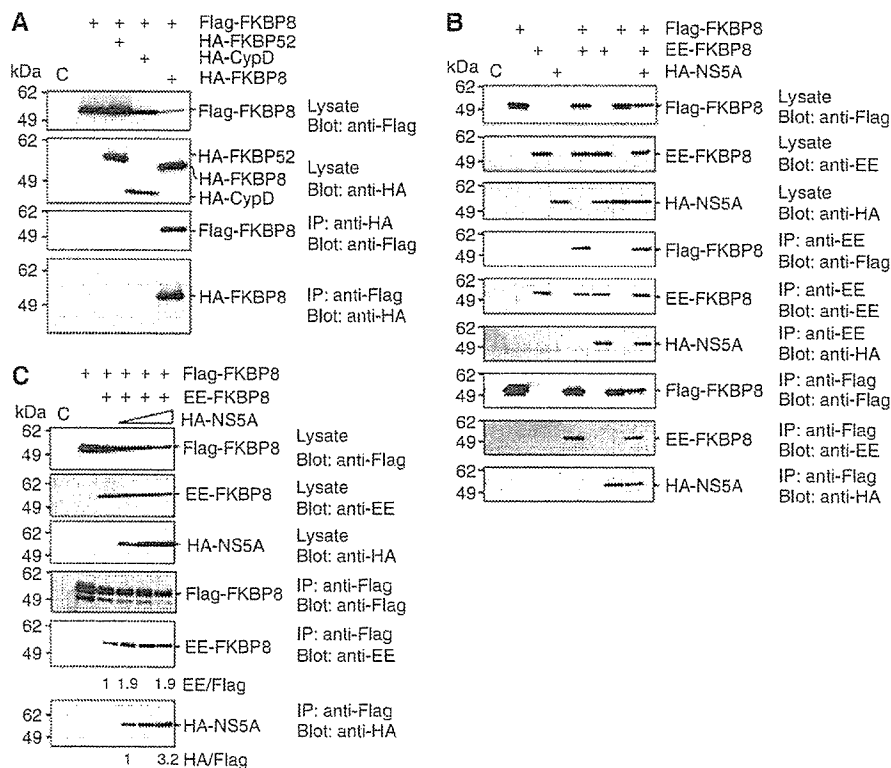 A
+ + + + Flag-FKBP8
+ HA-FKBP52
+ HA-CypD
+ HA-FKBP8
kDa C
62
49
Flag-FKBP8
Lysate
Blot: anti-Flag
62
49
HA-FKBP52
HA-FKBP8
HA-CypD
Lysate
Blot: anti-HA
62
49
Flag-FKBP8
IP: anti-HA
Blot: anti-Flag
62
49
HA-FKBP8
IP: anti-Flag
Blot: anti-HA
B
+ + + + Flag-FKBP8
+ + + + EE-FKBP8
+ + HA-NS5A
kDa C
62
49
Flag-FKBP8
Lysate
Blot: anti-Flag
62
49
EE-FKBP8
Lysate
Blot: anti-EE
62
49
HA-NS5A
Lysate
Blot: anti-HA
62
49
Flag-FKBP8
IP: anti-EE
Blot: anti-Flag
62
49
EE-FKBP8
IP: anti-EE
Blot: anti-EE
62
49
HA-NS5A
IP: anti-EE
Blot: anti-HA
62
49
Flag-FKBP8
IP: anti-Flag
Blot: anti-Flag
62
49
EE-FKBP8
IP: anti-Flag
Blot: anti-EE
62
49
HA-NS5A
IP: anti-Flag
Blot: anti-HA
C
+ + + + + Flag-FKBP8
+ + + + EE-FKBP8
HA-NS5A
kDa C
62
49
Flag-FKBP8
Lysate
Blot: anti-Flag
62
49
EE-FKBP8
Lysate
Blot: anti-EE
62
49
HA-NS5A
Lysate
Blot: anti-HA
62
49
Flag-FKBP8
IP: anti-Flag
Blot: anti-Flag
62
49
EE-FKBP8
IP: anti-Flag
Blot: anti-EE
1 1.9 1.9 EE/Flag
62
49
HA-NS5A
IP: anti-Flag
Blot: anti-HA
1 3.2 HA/Flag